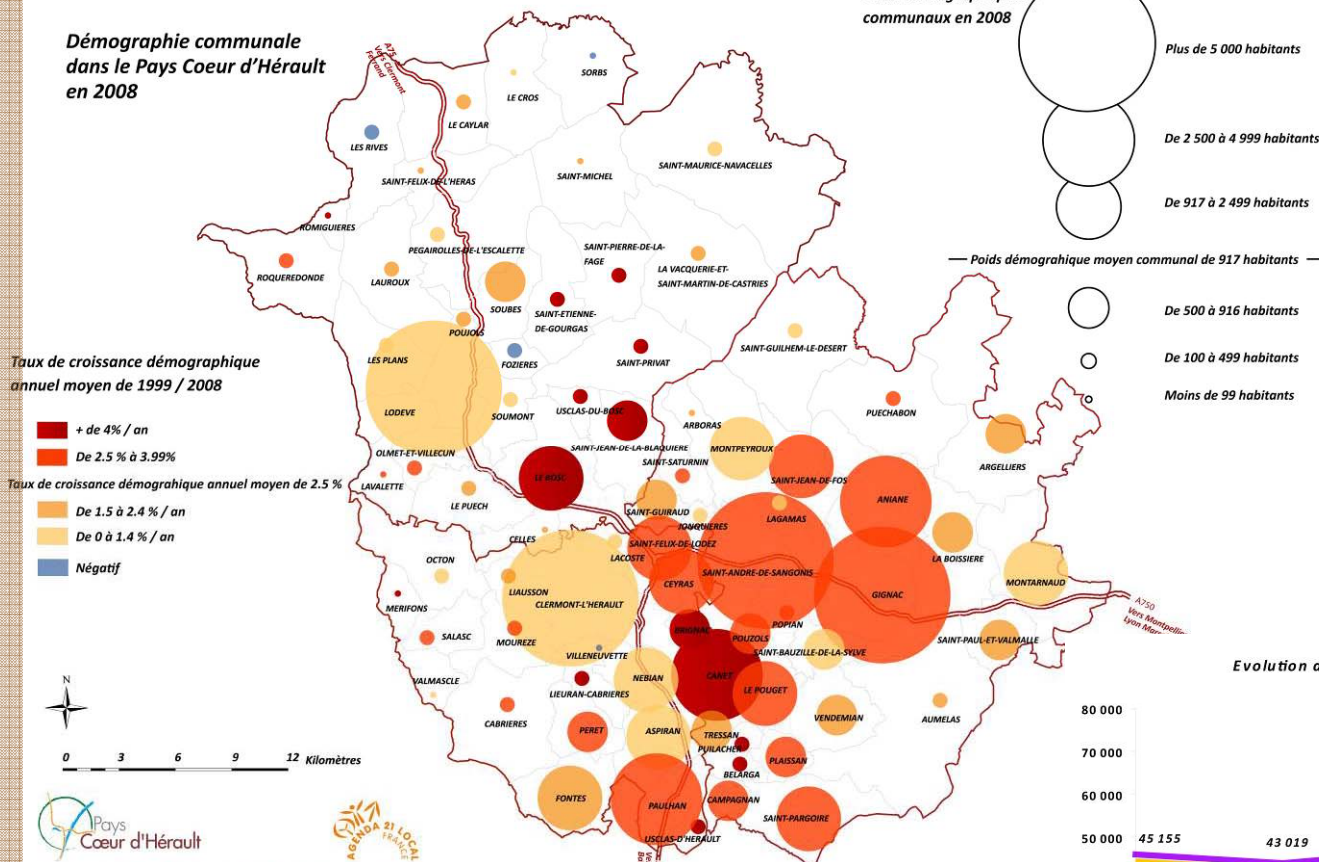 Démographie communale
dans le Pays Coeur d'Hérault
en 2008
communaux en 2008
Plus de 5 000 habitants
De 2 500 à 4 999 habitants
De 917 à 2 499 habitants
Poids démograhique moyen communal de 917 habitants
De 500 à 916 habitants
De 100 à 499 habitants
Moins de 99 habitants
Taux de croissance démographique
annuel moyen de 1999 / 2008
+ de 4% / an
De 2.5 % à 3.99%
Taux de croissance démograhique annuel moyen de 2.5 %
De 1.5 à 2.4 % / an
De 0 à 1.4 % / an
Négatif
A75
Vers Clermont
Ferrand
SORBS
LE CROS
LE CAYLAR
LES RIVES
SAINT-FELIX-DE-L'HERAS
SAINT-MICHEL
SAINT-MAURICE-NAVACELLES
ROMIGUIERES
PEGAIROLLES-DE-L'ESCALETTE
SAINT-PIERRE-DE-LA-
FAGE
LA VACQUERIE-ET-
SAINT-MARTIN-DE-CASTRIES
ROQUEREDONDE
LAUROUX
SOUBES
SAINT-ETIENNE-
DE-GOURGAS
POUJOLS
LES PLANS
FOZIERES
SAINT-PRIVAT
SAINT-GUILHEM-LE-DESERT
LODEVE
SOUMONT
USCLAS-DU-BOSC
ARBORAS
PUECHABON
SAINT-JEAN-DE-LA-BLAQUIERE
MONTPEYROUX
ARGELLIERS
OLMET-ET-VILLECUN
SAINT-SATURNIN
SAINT-JEAN-DE-FOS
LAVALETTE
LE BOSC
ANIANE
LE PUECH
SAINT-GUIRAUD
LAGAMAS
JONQUIERES
CELLES
SAINT-FELIX-DE-LODEZ
LA BOISSIERE
OCTON
LACOSTE
SAINT-ANDRE-DE-SANGONIS
MONTARNAUD
LIAUSSON
CEYRAS
GIGNAC
CLERMONT-L'HERAULT
MERIFONS
A750
Vers Montpellier
POPIAN
BRIGNAC
POUZOLS
SALASC
MOUREZE
SAINT-PAUL-ET-VALMALLE
SAINT-BAUZILLE-DE-LA-SYLVE
VILLENEUVETTE
CANET
NEBIAN
VALMASCLE
LIEURAN-CABRIERES
LE POUGET
CABRIERES
VENDEMIAN
AUMELAS
PERET
ASPIRAN
TRESSAN
PUILACHER
PLAISSAN
BELARGA
FONTES
PAULHAN
CAMPAGNAN
SAINT-PARGOIRE
USCLAS-D'HERAULT
N
0 3 6 9 12 Kilomètres
Pays
Cœur d'Hérault
AGENDA 21 LOCAL
FRANCE
Evolution d
80 000
70 000
60 000
50 000
45 155
43 019